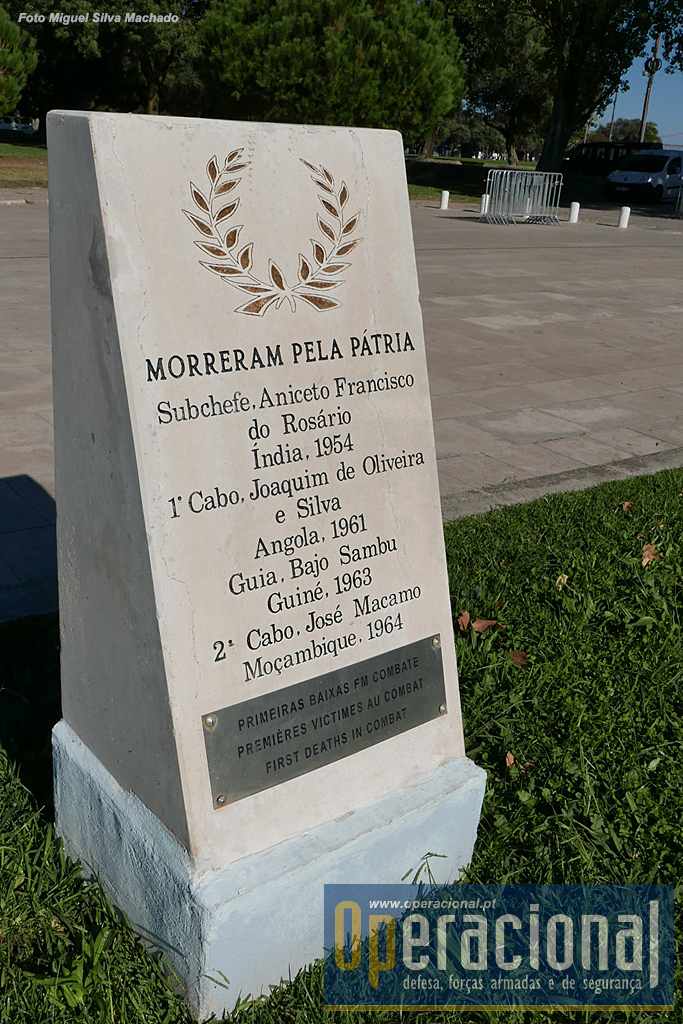 Foto Miguel Silva Machado
MORRERAM PELA PÁTRIA
Subchefe, Aniceto Francisco
do Rosário
Índia, 1954
1º Cabo, Joaquim de Oliveira
e Silva
Angola, 1961
Guia, Bajo Sambu
Guiné, 1963
2º Cabo, José Macamo
Moçambique, 1964
PRIMEIRAS BAIXAS EM COMBATE
PREMIÈRES VICTIMES AU COMBAT
FIRST DEATHS IN COMBAT
www.operacional.pt
Operacional
defesa, forças armadas e de segurança